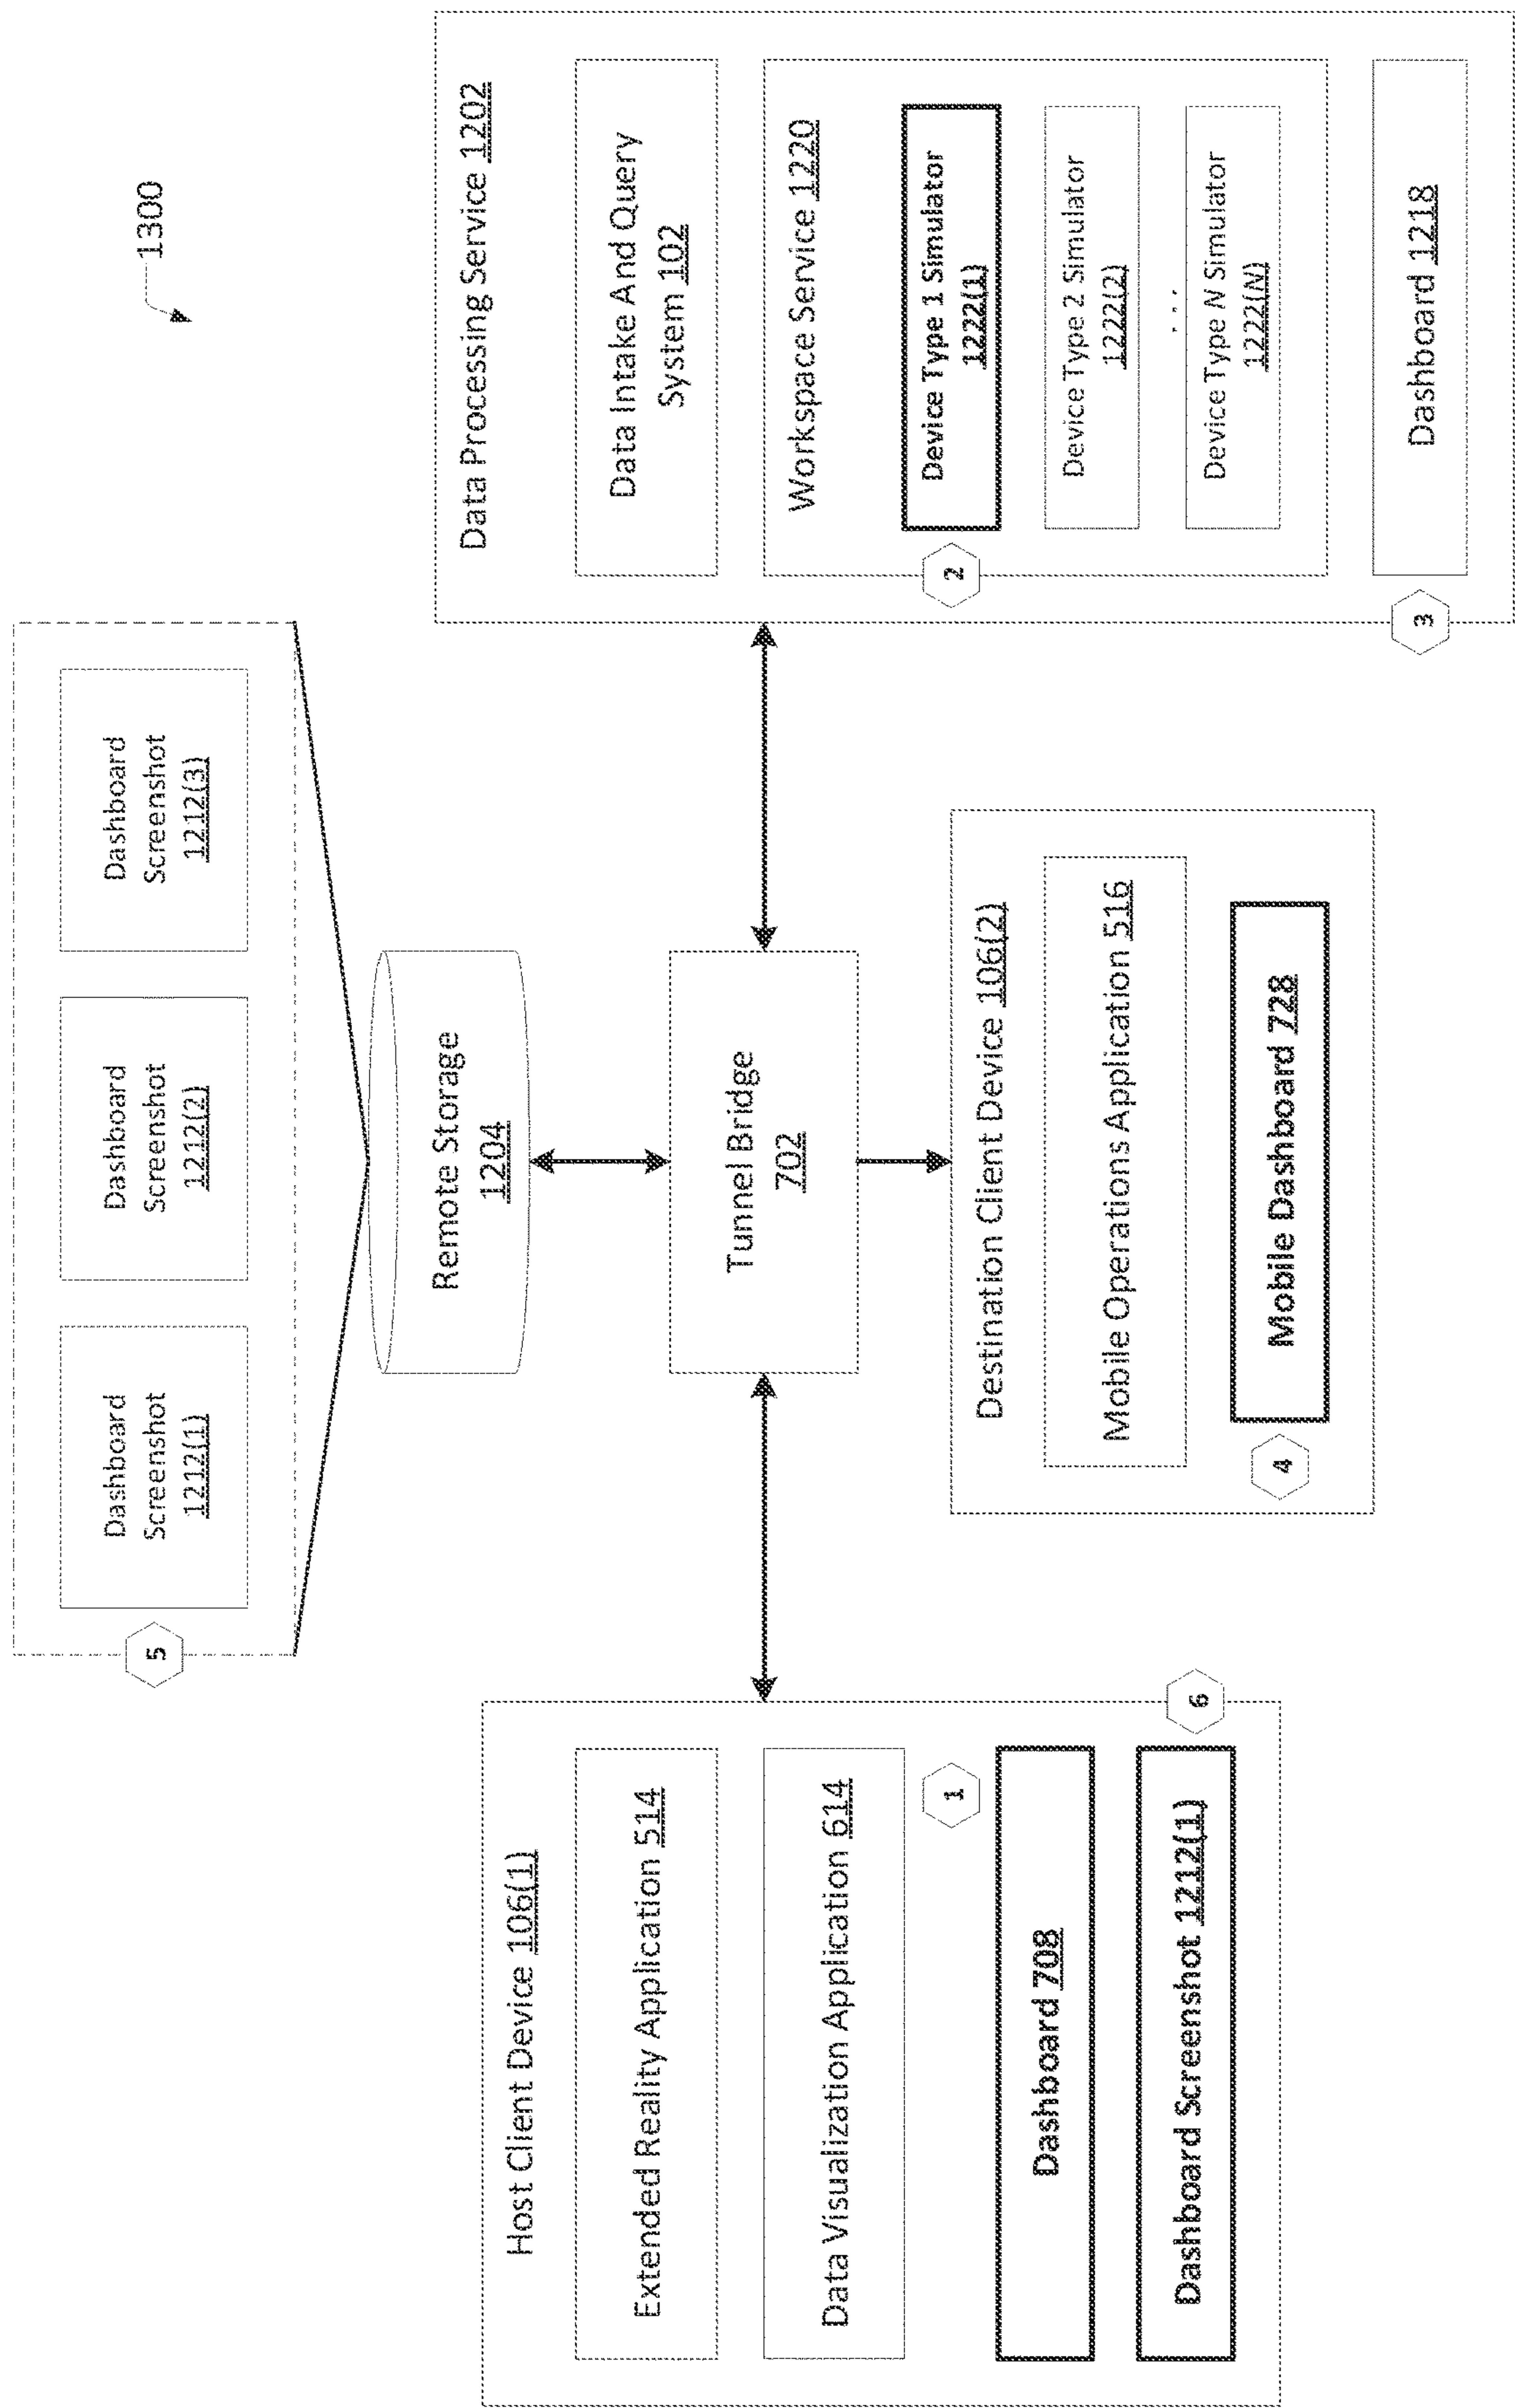 1300
5
Dashboard
Screenshot
1212(1)
Dashboard
Screenshot
1212(2)
Dashboard
Screenshot
1212(3)
Remote Storage
1204
Tunnel Bridge
702
Host Client Device 106(1)
Extended Reality Application 514
Data Visualization Application 614
1
Dashboard 708
Dashboard Screenshot 1212(1)
6
Destination Client Device 106(2)
Mobile Operations Application 516
4
Mobile Dashboard 728
Data Processing Service 1202
Data Intake And Query
System 102
Workspace Service 1220
2
Device Type 1 Simulator
1222(1)
Device Type 2 Simulator
1222(2)
...
Device Type N Simulator
1222(N)
3
Dashboard 1218